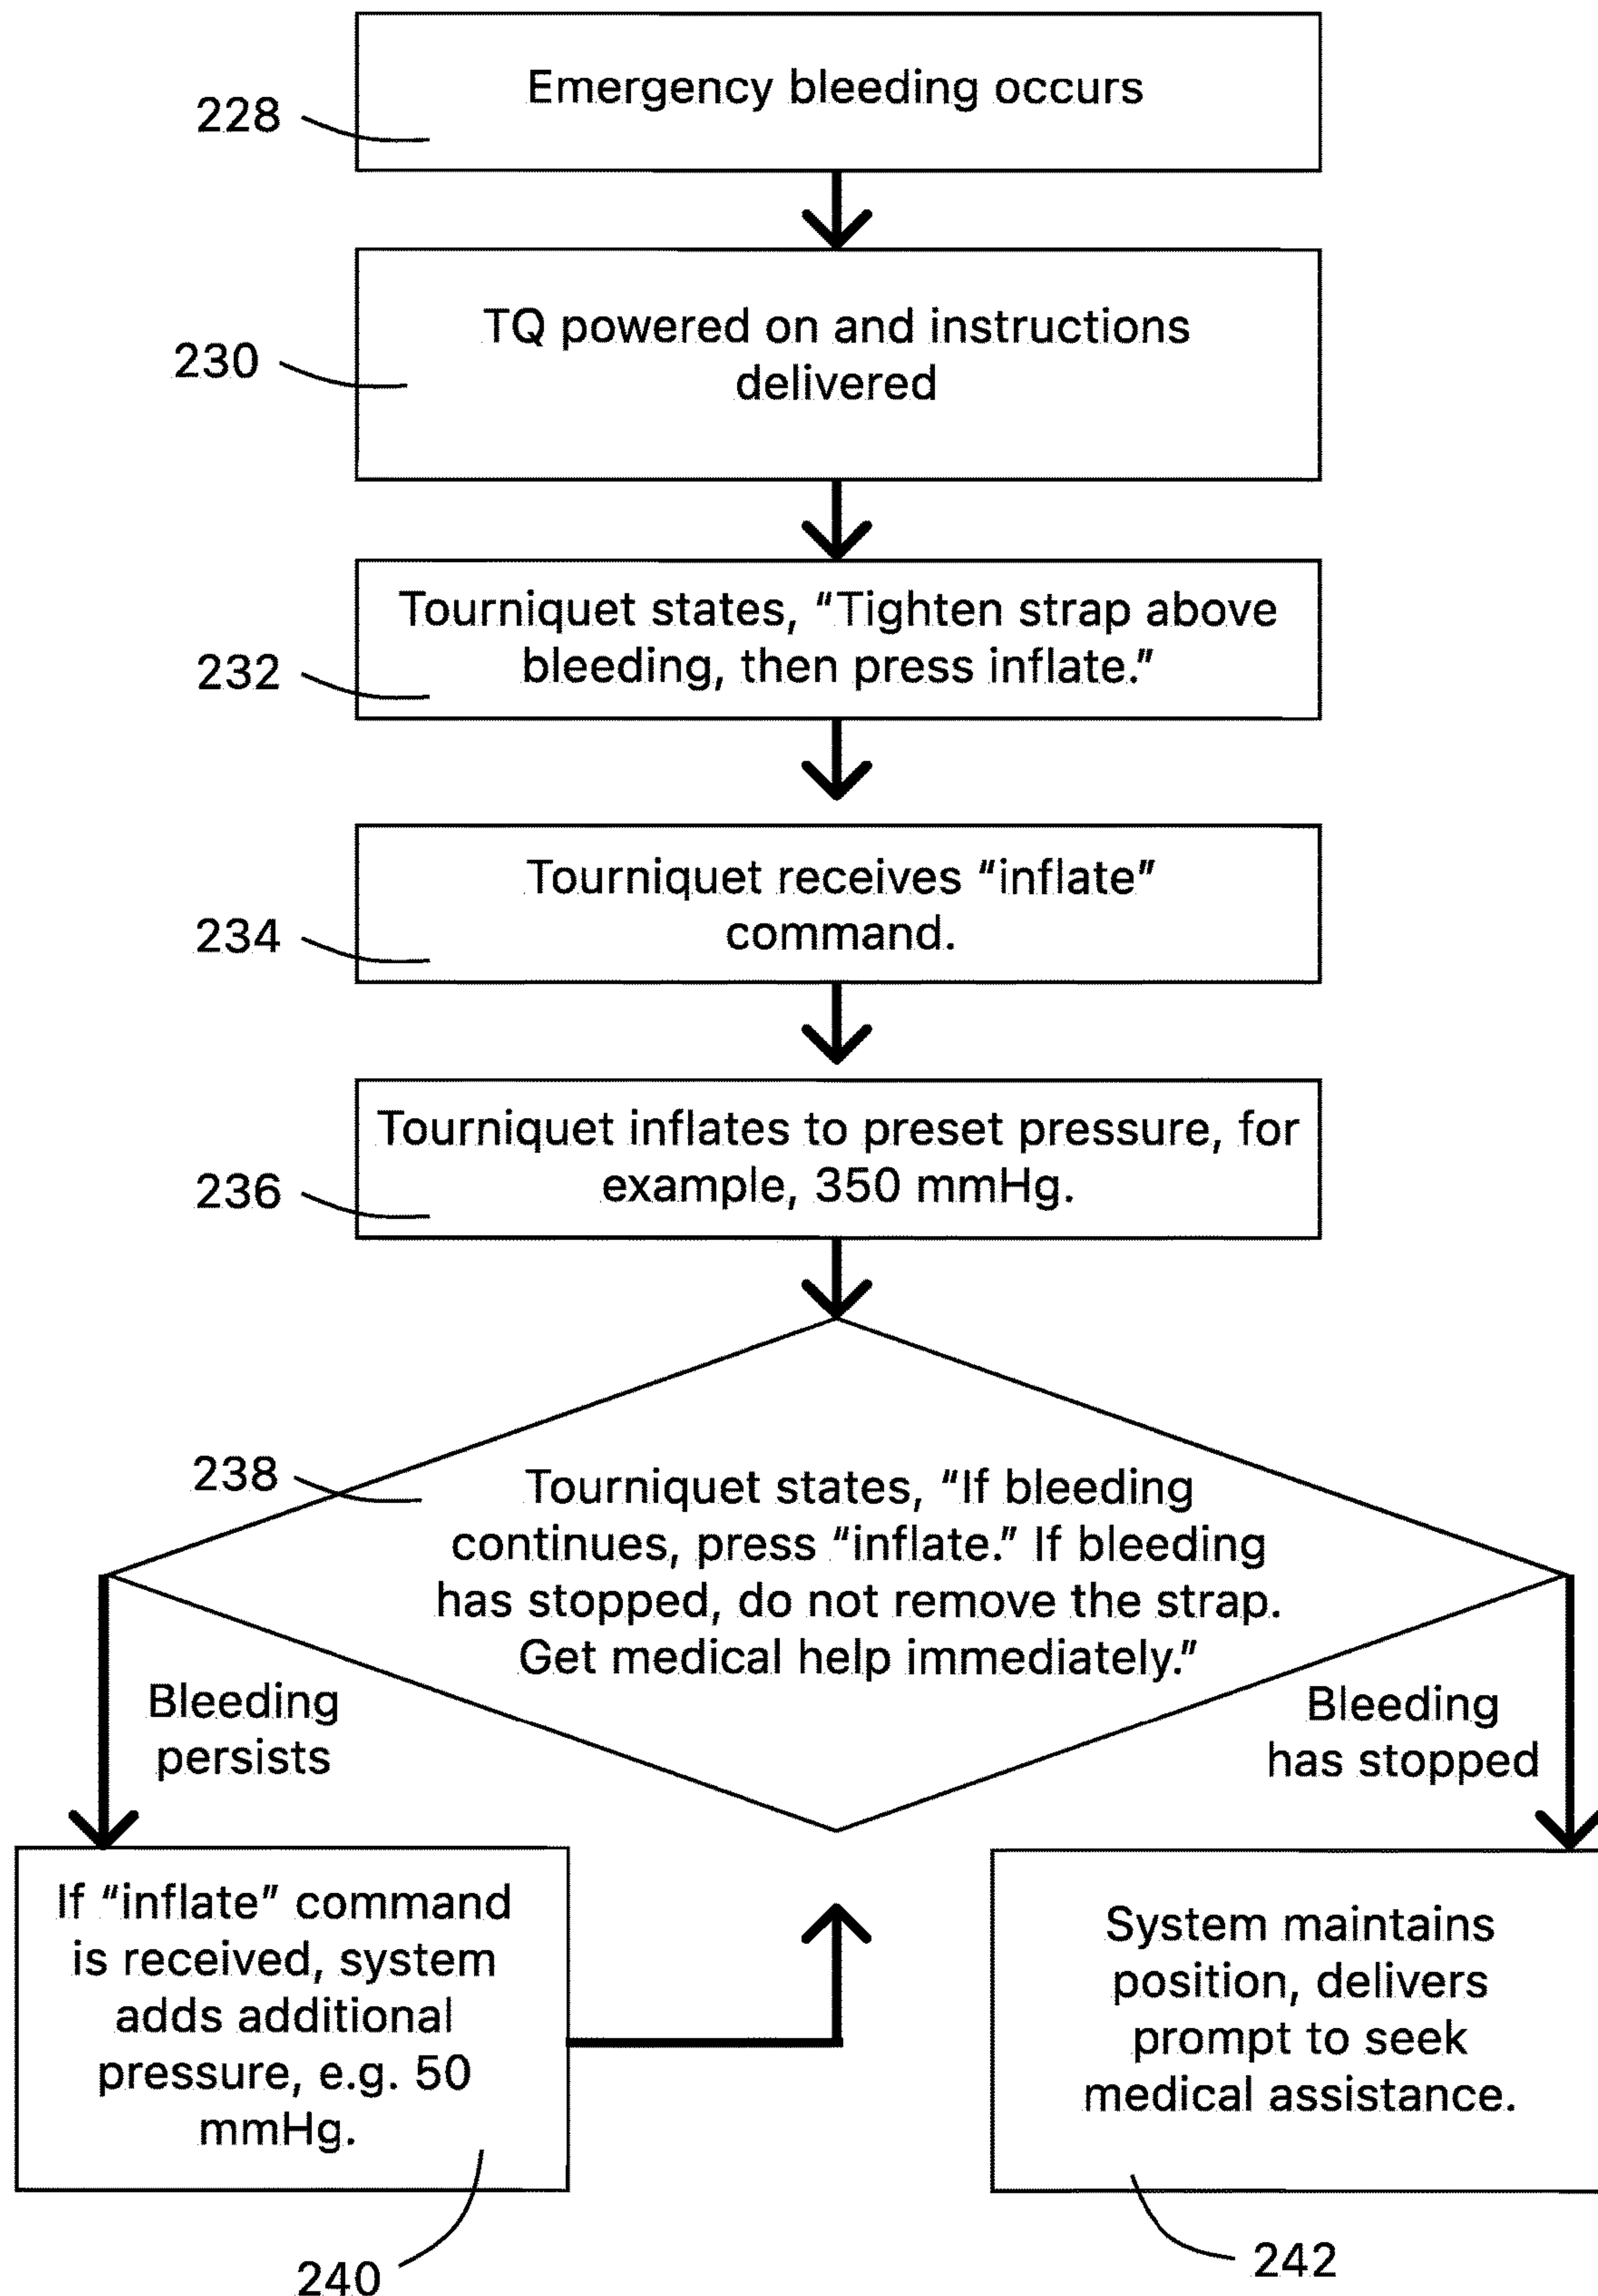 Emergency bleeding occurs
228
TQ powered on and instructions
delivered
230
Tourniquet states, “Tighten strap above
bleeding, then press inflate.”
232
Tourniquet receives “inflate”
command.
234
Tourniquet inflates to preset pressure, for
example, 350 mmHg.
236
238
Tourniquet states, “If bleeding
continues, press “inflate.” If bleeding
has stopped, do not remove the strap.
Get medical help immediately.”
Bleeding
persists
Bleeding
has stopped
If “inflate” command
is received, system
adds additional
pressure, e.g. 50
mmHg.
System maintains
position, delivers
prompt to seek
medical assistance.
240
242